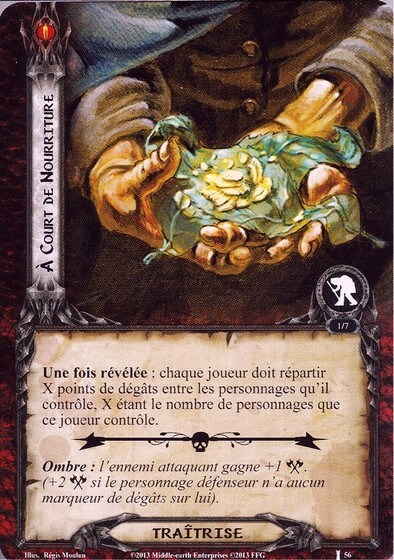 À Court de Nourriture
1/7
Une fois révélée : chaque joueur doit répartir
X points de dégâts entre les personnages qu'il
contrôle, X étant le nombre de personnages que
ce joueur contrôle.
Ombre : l'ennemi attaquant gagne +1 .
(+2 si le personnage défenseur n'a aucun
marqueur de dégâts sur lui).
TRAÎTRISE
Illus. Régis Moulun ©2013 Middle-earth Enterprises ©2013 FFG 56